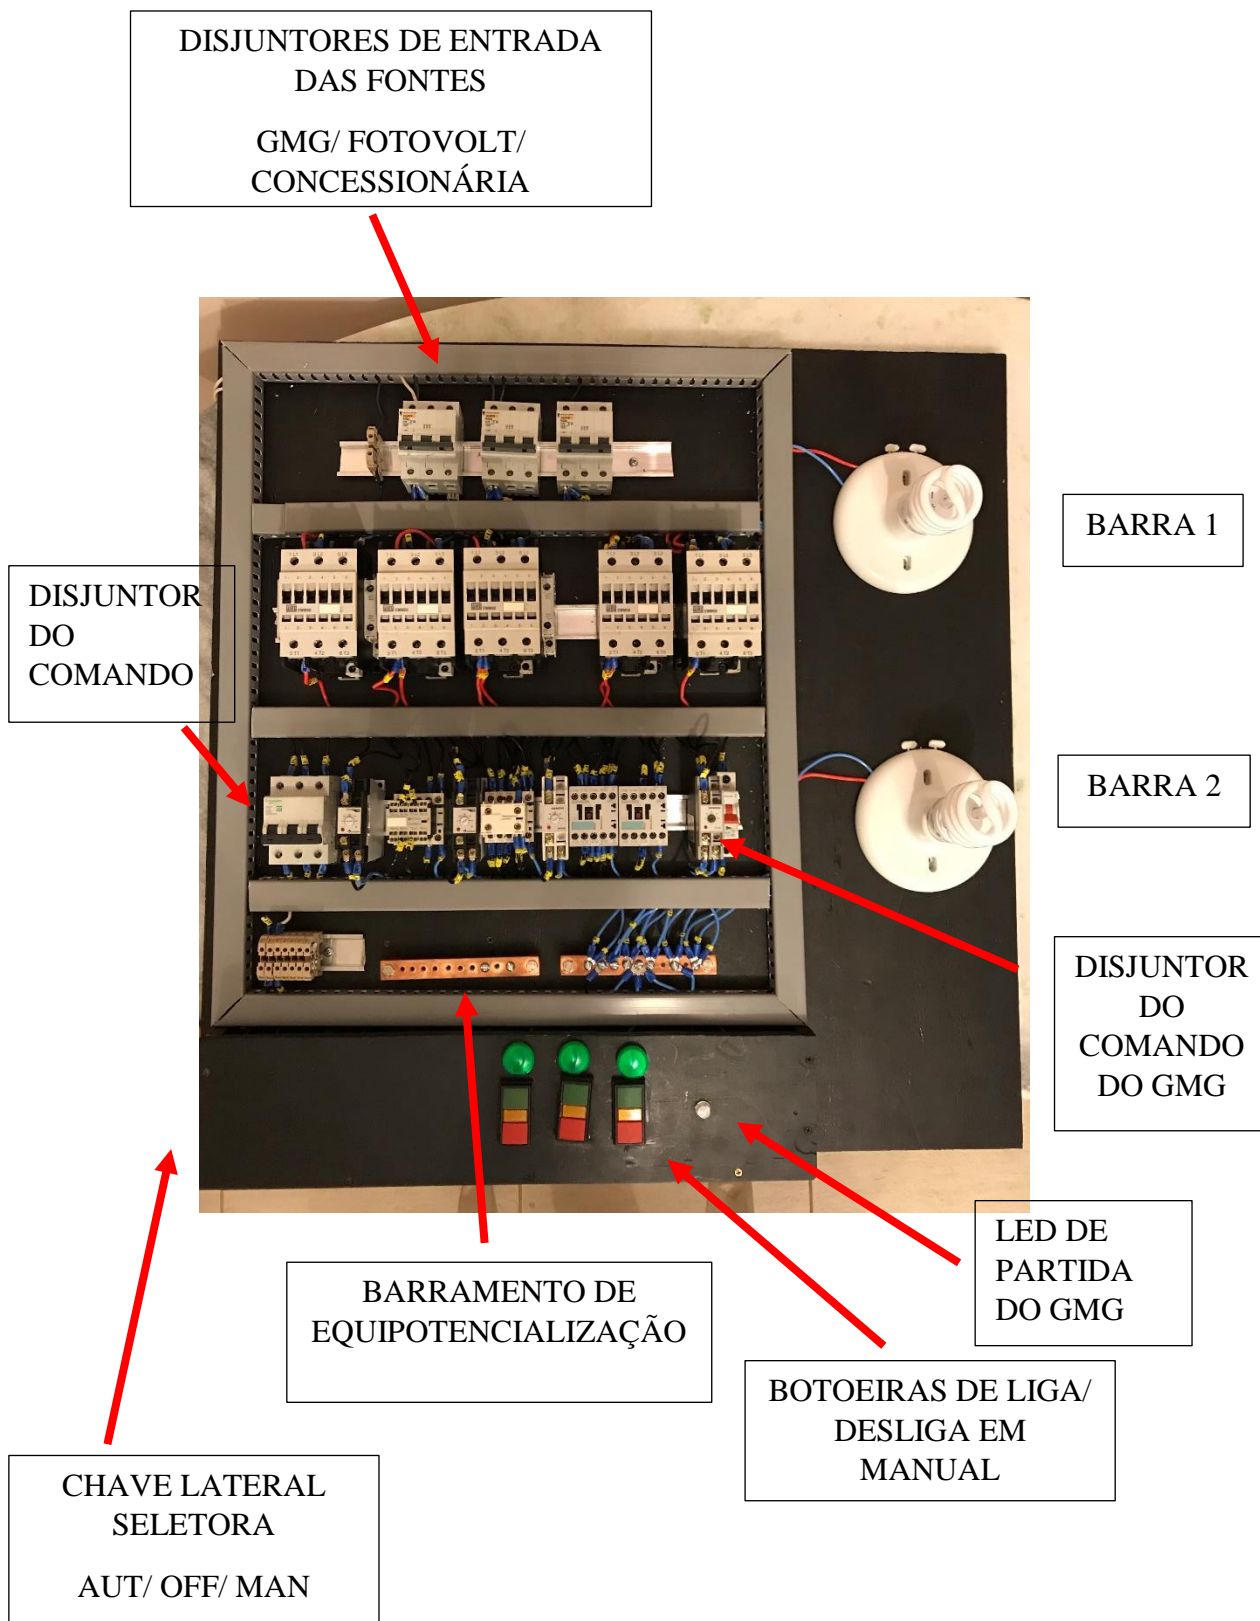 DISJUNTORES DE ENTRADA
DAS FONTES
GMG/ FOTOVOLT/
CONCESSIONÁRIA
BARRA 1
DISJUNTOR
DO
COMANDO
BARRA 2
DISJUNTOR
DO
COMANDO
DO GMG
LED DE
PARTIDA
DO GMG
BARRAMENTO DE
EQUIPOTENCIALIZAÇÃO
BOTOEIRAS DE LIGA/
DESLIGA EM
MANUAL
CHAVE LATERAL
SELETORA
AUT/ OFF/ MAN